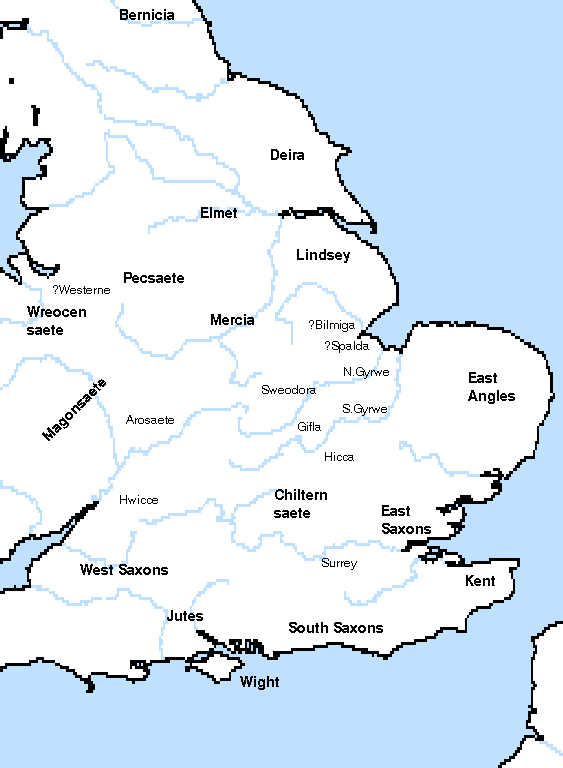 Bernicia
Deira
Elmet
Lindsey
Pecsaete
?Westerne
Wreocen
saete
Mercia
?Bilmiga
?Spalda
N.Gyrwe
East
Angles
Sweodora
Magonsaete
S.Gyrwe
Arosaete
Gifla
Hicca
Hwicce
Chiltern
saete
East
Saxons
West Saxons
Surrey
Kent
Jutes
South Saxons
Wight